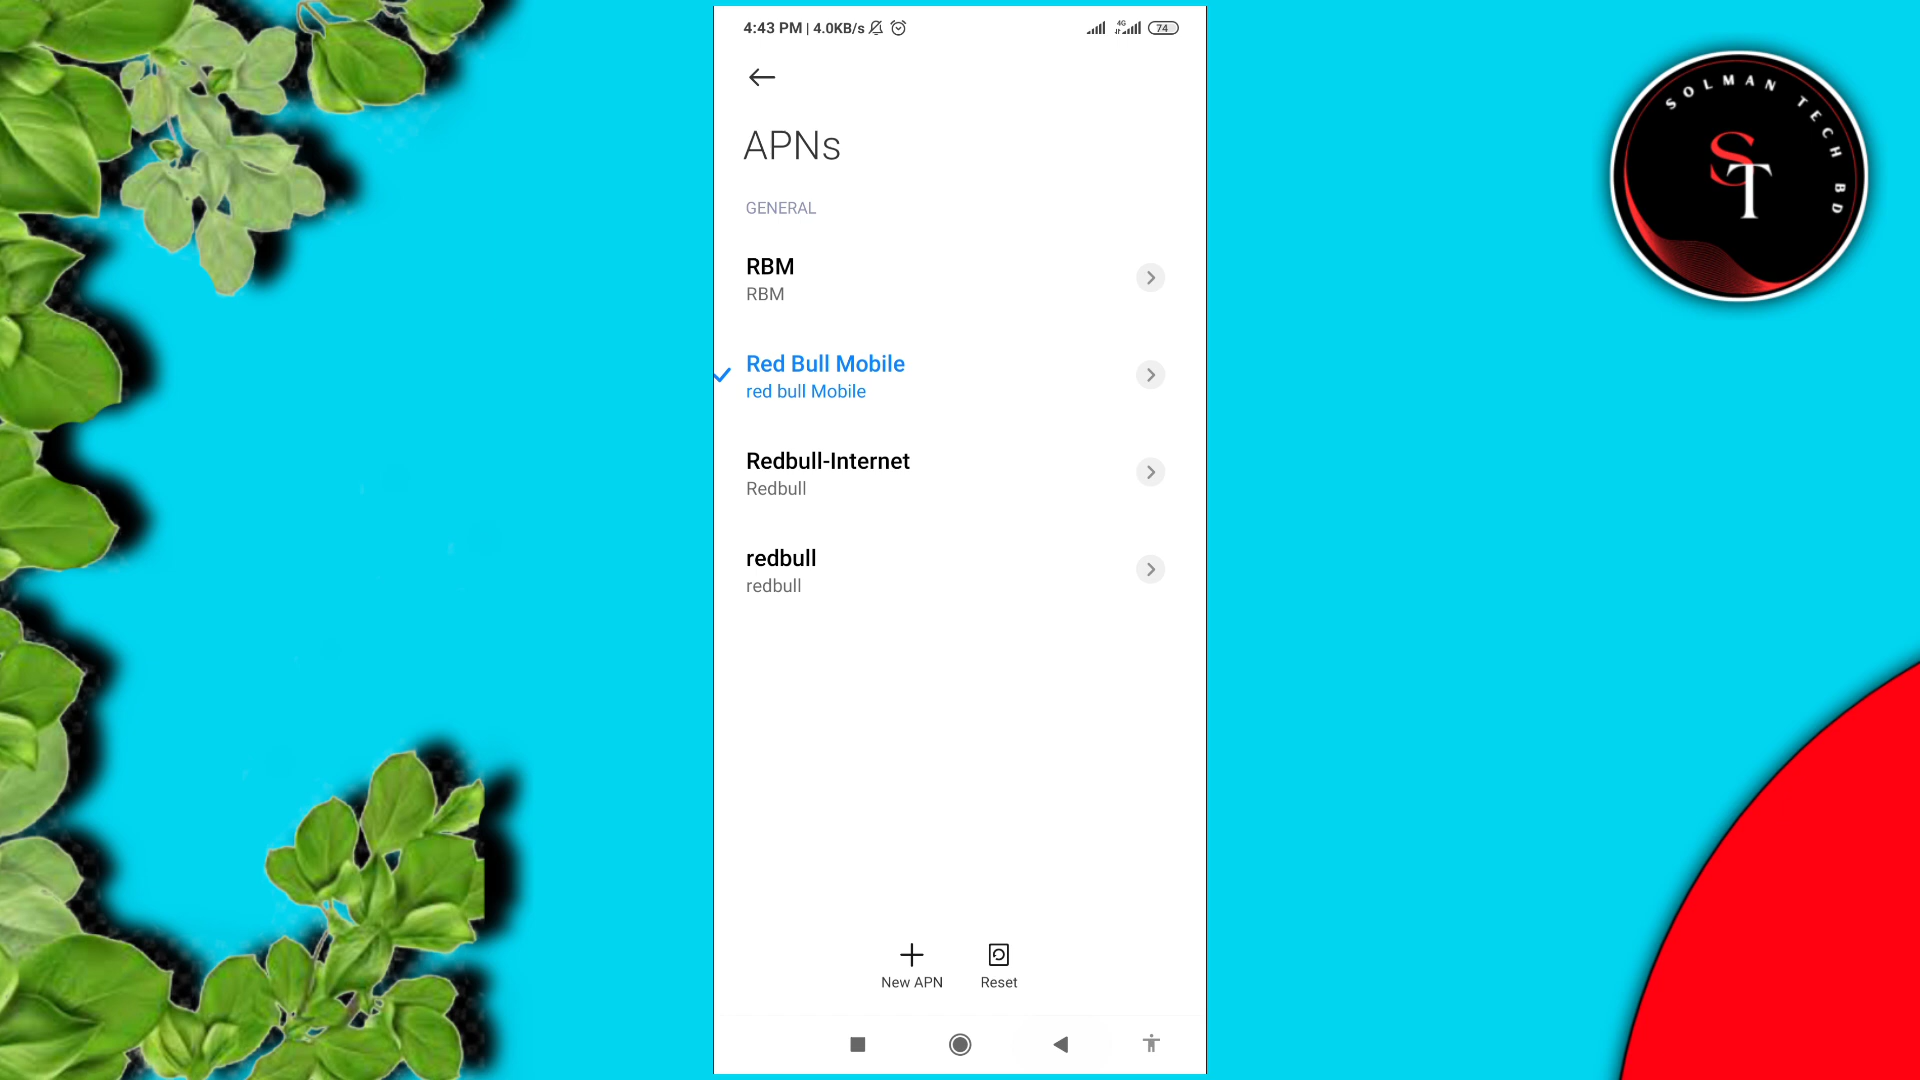 4:43 PM | 4.0KB/s
4G
74
APNs
GENERAL
RBM
RBM
Red Bull Mobile
red bull Mobile
Redbull-Internet
Redbull
redbull
redbull
New APN
Reset
SOLMAN TECH BD
ST